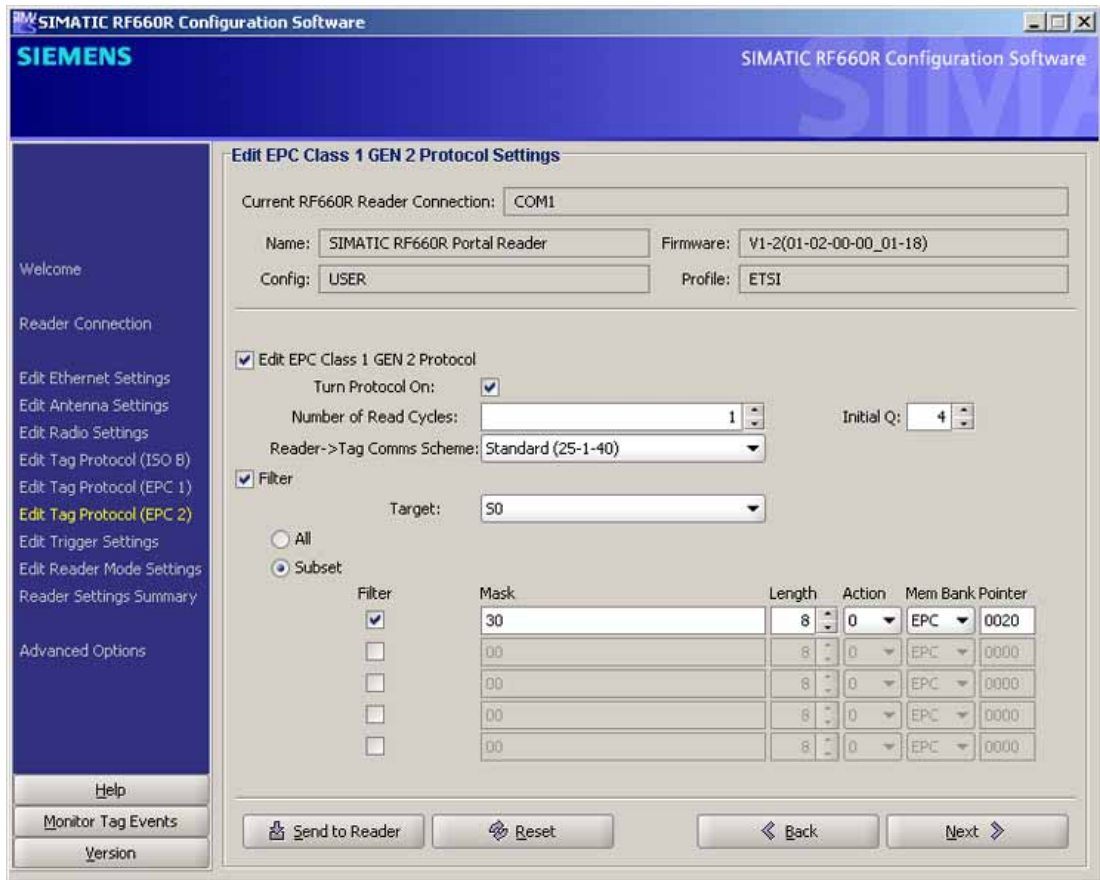 SIMATIC RF660R Configuration Software
SIEMENS
SIMATIC RF660R Configuration Software
Welcome
Reader Connection
Edit Ethernet Settings
Edit Antenna Settings
Edit Radio Settings
Edit Tag Protocol (ISO B)
Edit Tag Protocol (EPC 1)
Edit Tag Protocol (EPC 2)
Edit Trigger Settings
Edit Reader Mode Settings
Reader Settings Summary
Advanced Options
Help
Monitor Tag Events
Version
Edit EPC Class 1 GEN 2 Protocol Settings
Current RF660R Reader Connection: COM1
Name: SIMATIC RF660R Portal Reader Firmware: V1-2(01-02-00-00_01-18)
Config: USER Profile: ETSI
Edit EPC Class 1 GEN 2 Protocol
Turn Protocol On:
Number of Read Cycles: 1 Initial Q: 4
Reader->Tag Comms Scheme: Standard (25-1-40)
Filter
Target: S0
All
Subset
Filter Mask Length Action Mem Bank Pointer
30 8 0 EPC 0020
00 8 0 EPC 0000
00 8 0 EPC 0000
00 8 0 EPC 0000
00 8 0 EPC 0000
Send to Reader Reset Back Next